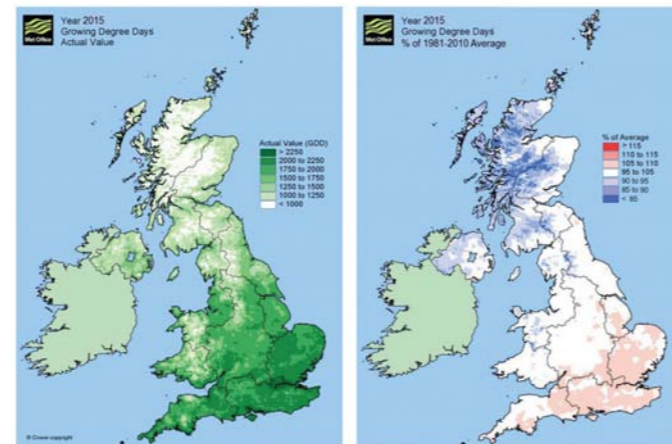 Met Office
Year 2015
Growing Degree Days
Actual Value
Actual Value (GDD)
> 2250
2000 to 2250
1750 to 2000
1500 to 1750
1250 to 1500
1000 to 1250
< 1000
© Crown copyright
Met Office
Year 2015
Growing Degree Days
% of 1981-2010 Average
% of Average
> 115
110 to 115
105 to 110
95 to 105
90 to 95
85 to 90
< 85